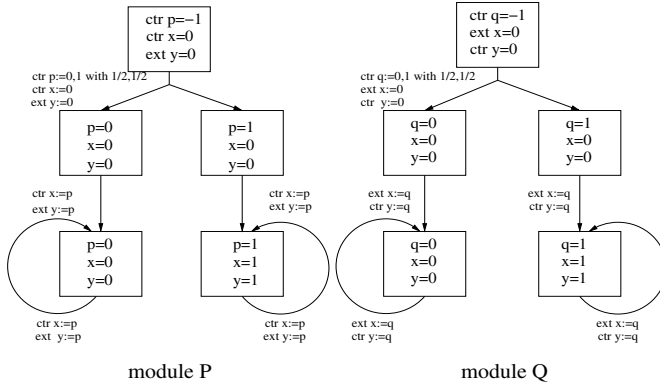 ctr p=−1
ctr x=0
ext y=0
ctr p:=0,1 with 1/2,1/2
ctr x:=0
ext y:=0
p=0
x=0
y=0
p=1
x=0
y=0
ctr x:=p
ext y:=p
ctr x:=p
ext y:=p
p=0
x=0
y=0
p=1
x=1
y=1
ctr x:=p
ext y:=p
ctr x:=p
ext y:=p
module P
ctr q=−1
ext x=0
ctr y=0
ctr q:=0,1 with 1/2,1/2
ext x:=0
ctr y:=0
q=0
x=0
y=0
q=1
x=0
y=0
ext x:=q
ctr y:=q
ext x:=q
ctr y:=q
q=0
x=0
y=0
q=1
x=1
y=1
ext x:=q
ctr y:=q
ext x:=q
ctr y:=q
module Q